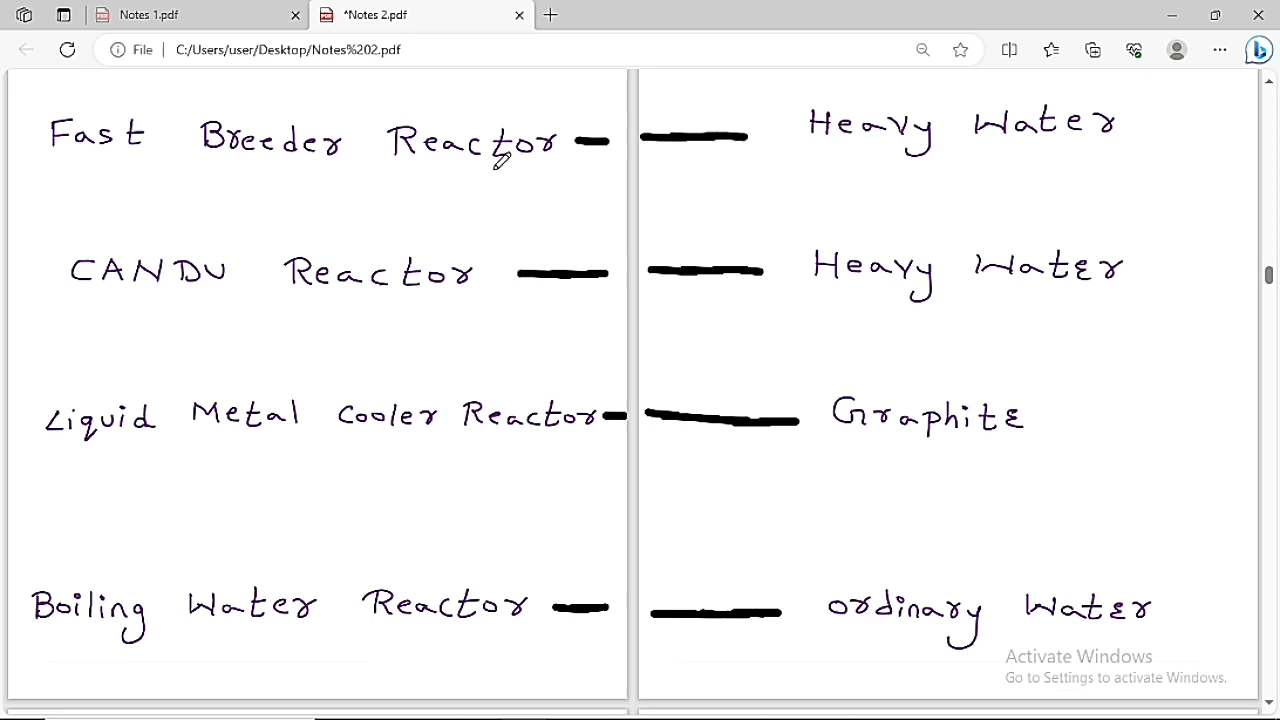 Notes 1.pdf
*Notes 2.pdf
File
C:/Users/user/Desktop/Notes%202.pdf
Fast Breeder Reactor — Heavy Water
CANDU Reactor — Heavy Water
Liquid Metal Cooler Reactor — Graphite
Boiling Water Reactor — Ordinary Water
Activate Windows
Go to Settings to activate Windows.